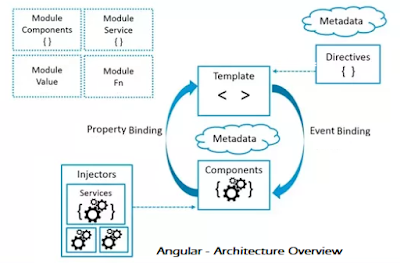 Module
Components
{ }
Module
Service
{ }
Module
Value
Module
Fn
Metadata
Directives
{ }
Template
< >
Property Binding
Event Binding
Metadata
Components
{ }
Injectors
Services
{ }
Angular - Architecture Overview